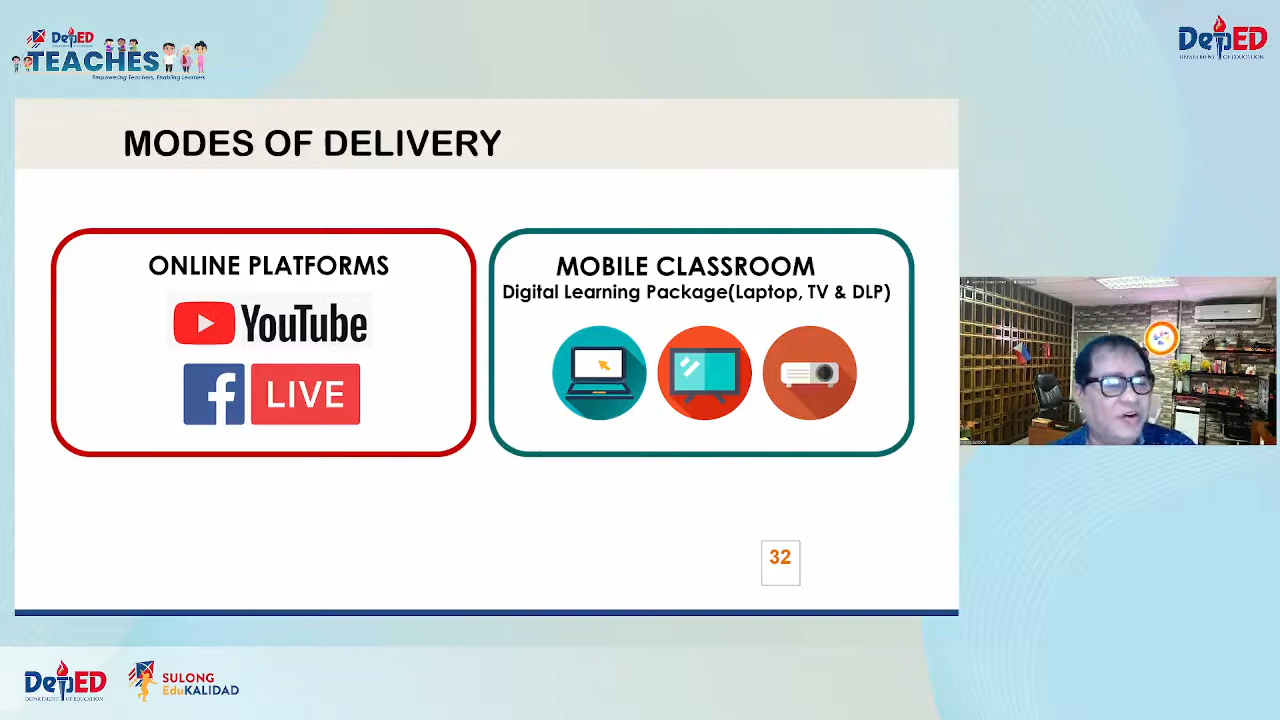 DepED
TEACHES
Empowering Teachers, Enabling Learners
DepED
DEPARTMENT OF EDUCATION
MODES OF DELIVERY
ONLINE PLATFORMS
YouTube
f LIVE
MOBILE CLASSROOM
Digital Learning Package(Laptop, TV & DLP)
32
DepED
DEPARTMENT OF EDUCATION
SULONG
EduKALIDAD